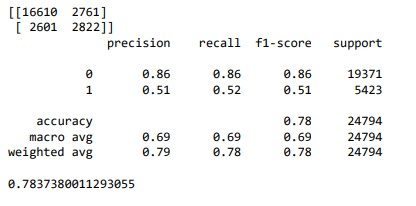 [[16610 2761]
[ 2601 2822]]
precision recall f1-score support
0 0.86 0.86 0.86 19371
1 0.51 0.52 0.51 5423
accuracy 0.78 24794
macro avg 0.69 0.69 0.69 24794
weighted avg 0.79 0.78 0.78 24794
0.7837380011293055